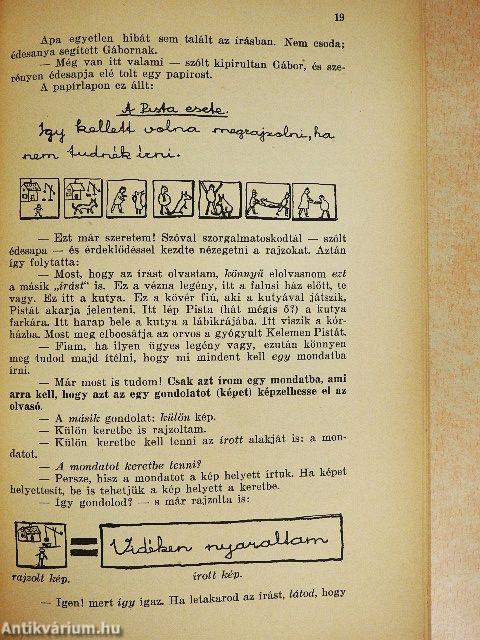 19
Apa egyetlen hibát sem talált az írásban. Nem csoda;
édesanya segített Gábornak.
— Még van itt valami — szólt kipirultan Gábor, és sze-
rényen édesapja elé tolt egy papírost.
A papírlapon ez állt:
A Pista esete.
Így kellett volna megrajzolni, ha
nem tudnék írni.
— Ezt már szeretem! Szóval szorgalmatoskodtál — szólt
édesapa — és érdeklődéssel kezdte nézegetni a rajzokat. Aztán
így folytatta:
— Most, hogy az írást olvastam, könnyű elolvasnom ezt
a másik „írást" is. Ez a vézna legény, itt a falusi ház előtt, te
vagy. Ez itt a kutya. Ez a kövér fiú, aki a kutyával játszik,
Pistát akarja jelenteni. Itt lép Pista (hát mégis ő?) a kutya
farkára. Itt harap bele a kutya a lábikrájába. Itt viszik a kór-
házba. Most meg elbocsátja az orvos a gyógyult Kelemen Pistát.
— Fiam, ha ilyen ügyes legény vagy, ezután könnyen
meg tudod majd ítélni, hogy mi mindent kell egy mondatba
írni.
— Már most is tudom! Csak azt írom egy mondatba, ami
arra kell, hogy azt az egy gondolatot (képet) képzelhesse el az
olvasó.
— A másik gondolat: külön kép.
— Külön keretbe is rajzoltam.
— Külön keretbe kell tenni az írott alakját is: a mon-
datot.
— A mondatot keretbe tenni?
— Persze, hisz a mondatot a kép helyett írtuk. Ha képet
helyettesít, be is tehetjük a kép helyett a keretbe.
— Így gondolod? — s már rajzolta is:
=
Vidéken nyaraltam
rajzolt kép.
írott kép.
— Igen! mert így igaz. Ha letakarod az írást, látod, hogy
Antikvárium.hu